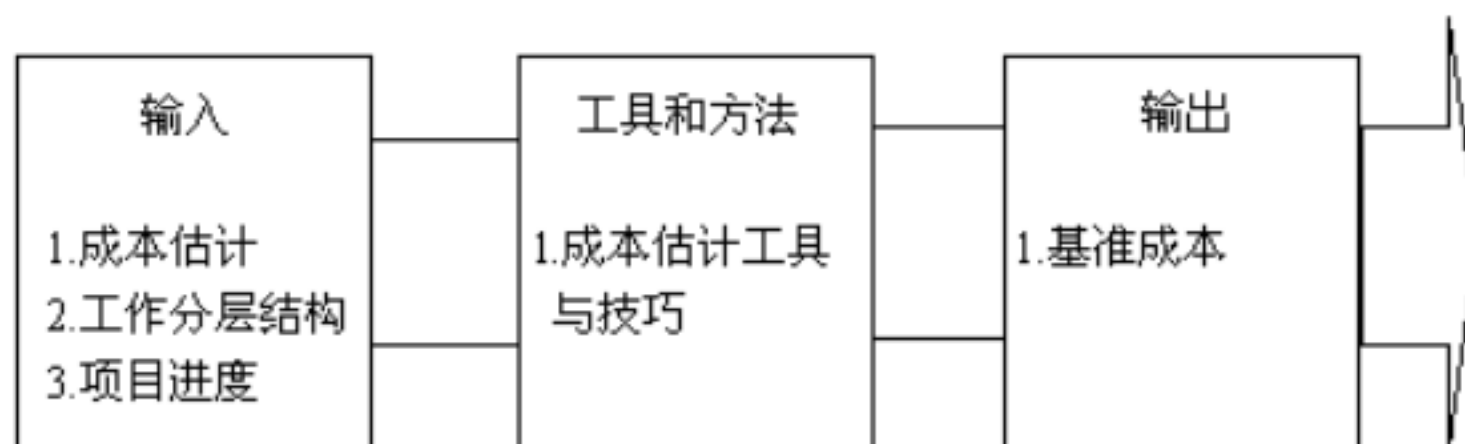 输入
1.成本估计
2.工作分层结构
3.项目进度
工具和方法
1.成本估计工具
与技巧
输出
1.基准成本